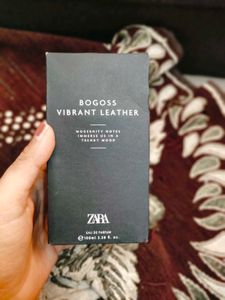 BOGOSS
VIBRANT LEATHER
MODERNITY NOTES
IMMERSE US IN A
TRENDY MOOD
ZARA
EAU DE PARFUM
100ml 3.38 fl. oz.